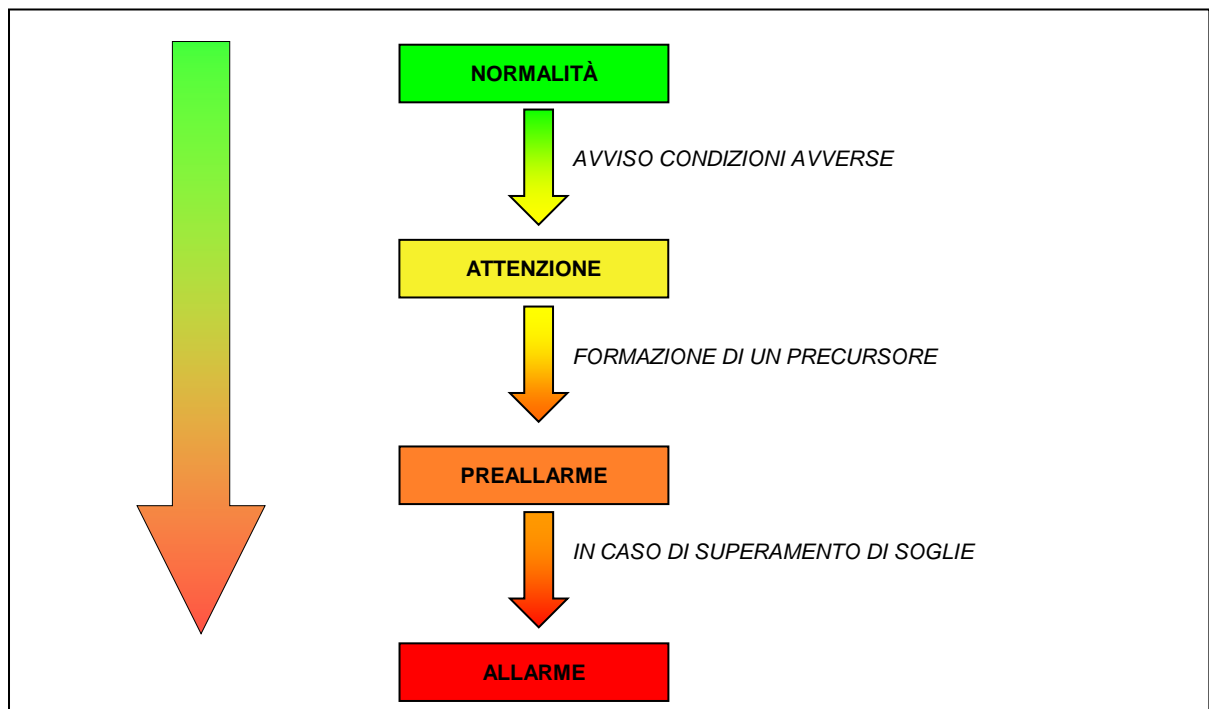 NORMALITÀ
AVVISO CONDIZIONI AVVERSE
ATTENZIONE
FORMAZIONE DI UN PRECURSORE
PREALLARME
IN CASO DI SUPERAMENTO DI SOGLIE
ALLARME